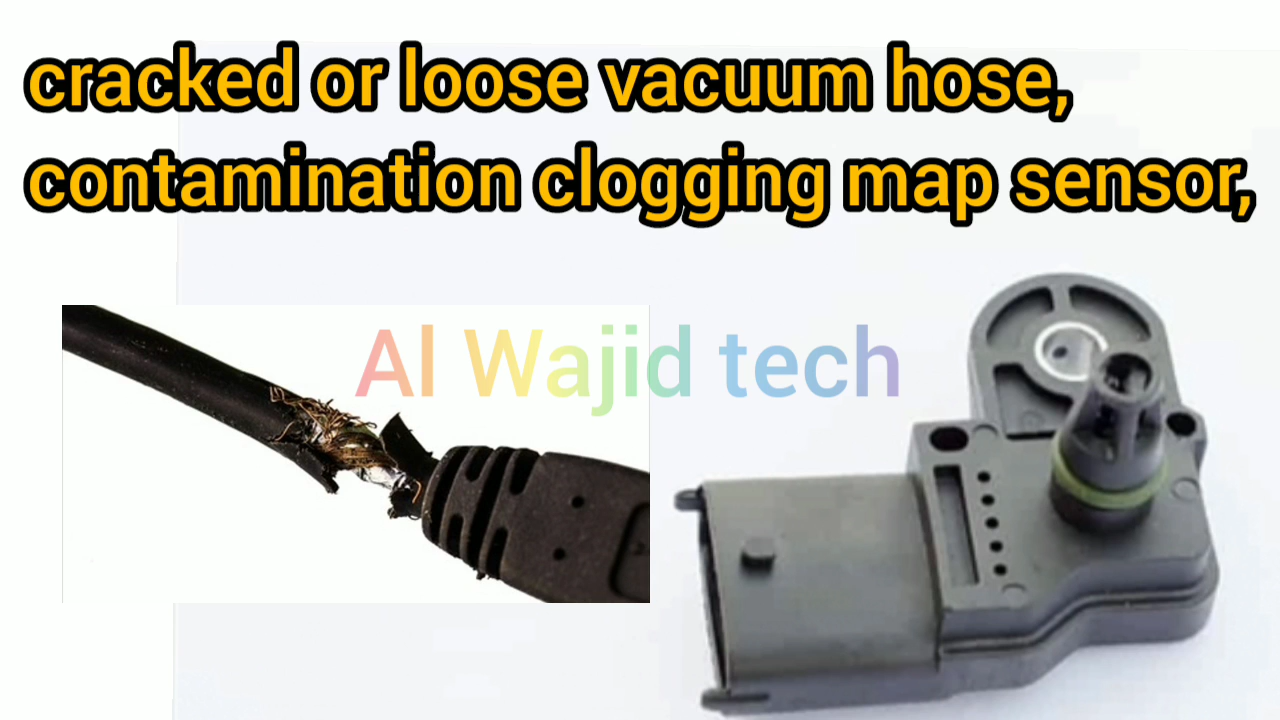 cracked or loose vacuum hose,
contamination clogging map sensor,
Al Wajid tech